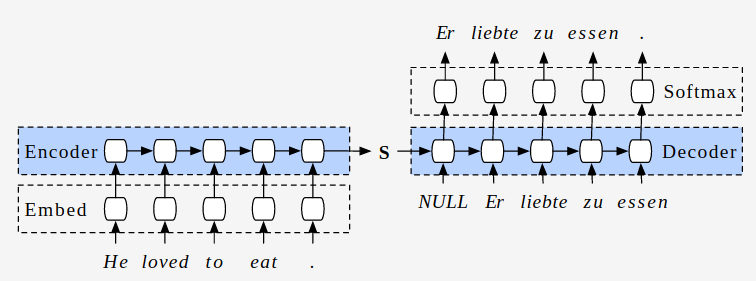 Er liebte zu essen .
Softmax
Encoder
S
Decoder
Embed
NULL Er liebte zu essen
He loved to eat .